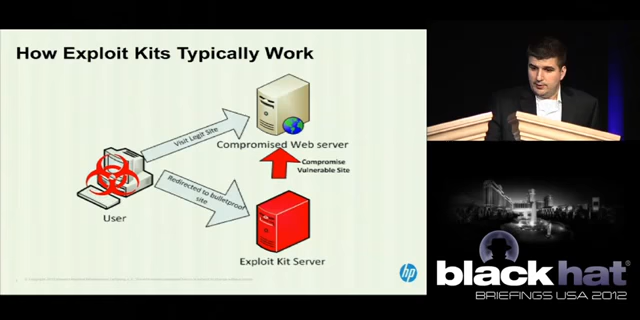 How Exploit Kits Typically Work
Visit Legit Site
Compromised Web server
Compromise
Vulnerable Site
Redirected to bulletproof
site
User
Exploit Kit Server
hp
black hat®
BRIEFINGS USA 2012